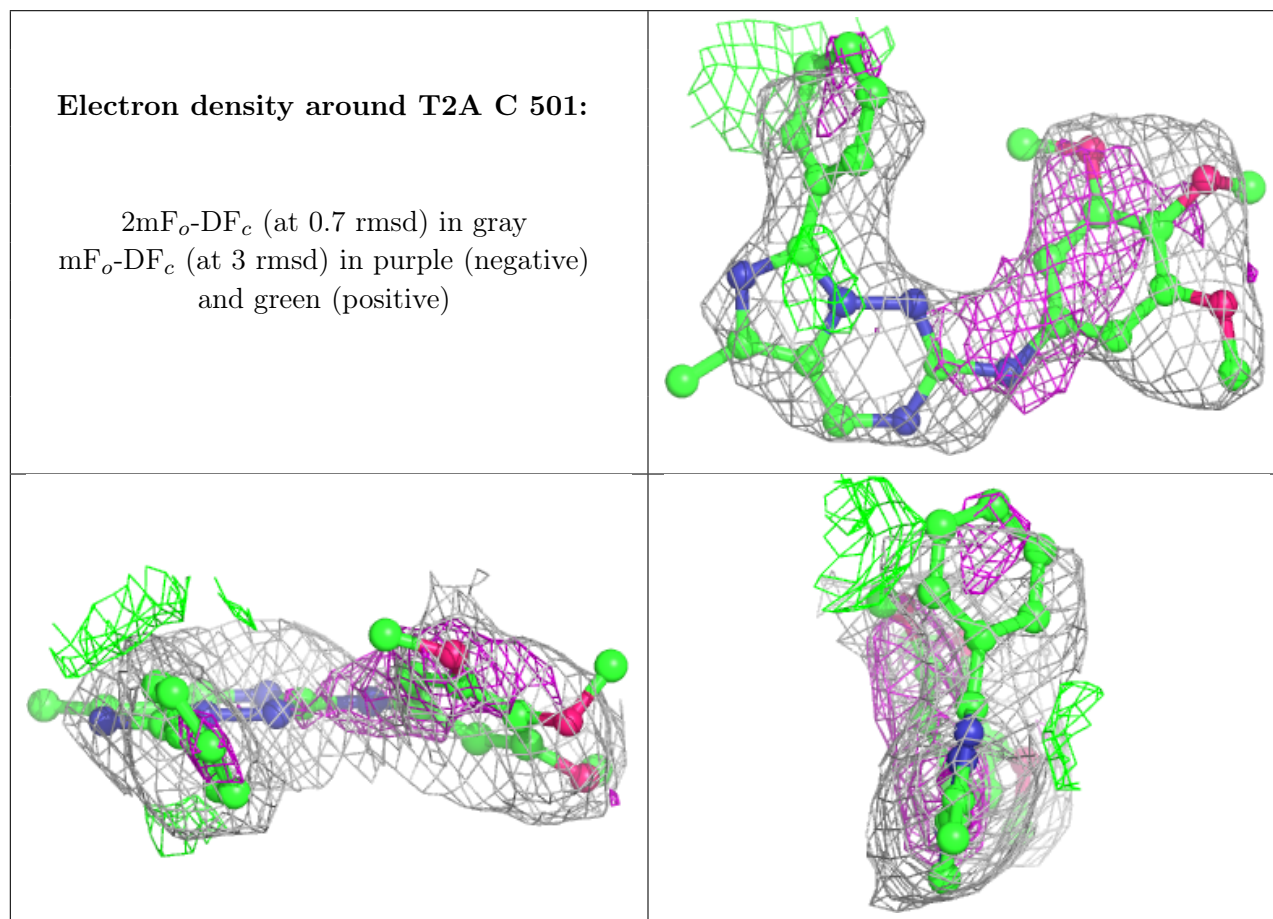 Electron density around T2A C 501:
2mFo-DFc (at 0.7 rmsd) in gray
mFo-DFc (at 3 rmsd) in purple (negative)
and green (positive)